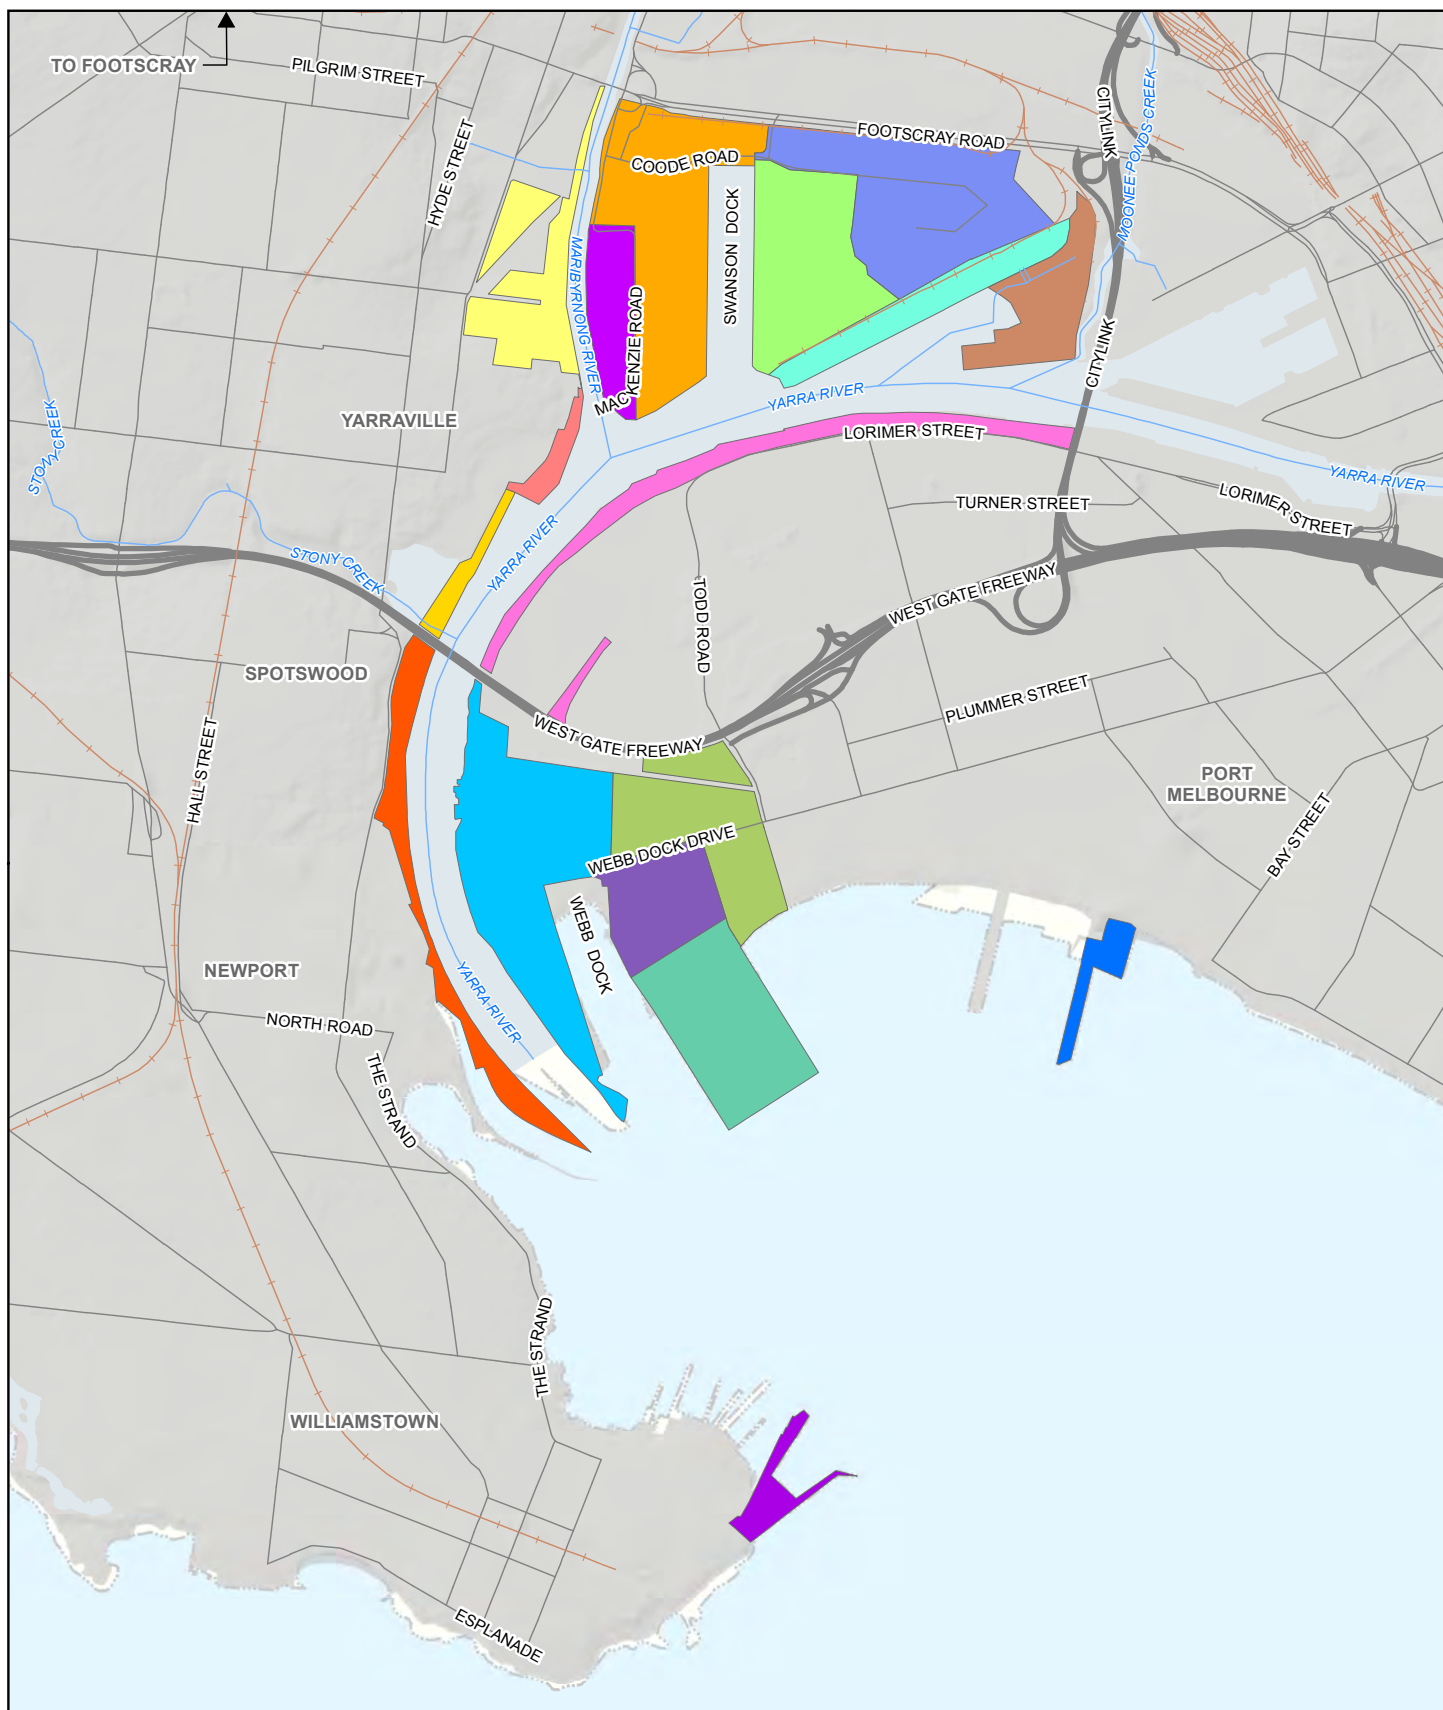 TO FOOTSCRAY
PILGRIM STREET
CITYLINK
MOONEE PONDS CREEK
HYDE STREET
FOOTSCRAY ROAD
COODE ROAD
SWANSON DOCK
MARIBYRNONG RIVER
MACKENZIE ROAD
CITYLINK
YARRA RIVER
YARRAVILLE
LORIMER STREET
STONY CREEK
YARRA RIVER
TURNER STREET
LORIMER STREET
YARRA RIVER
STONY CREEK
WEST GATE FREEWAY
TODD ROAD
SPOTSWOOD
PLUMMER STREET
WEST GATE FREEWAY
HALL STREET
PORT
MELBOURNE
BAY STREET
WEBB DOCK DRIVE
WEBB DOCK
NEWPORT
YARRA RIVER
NORTH ROAD
THE STRAND
THE STRAND
WILLIAMSTOWN
ESPLANADE